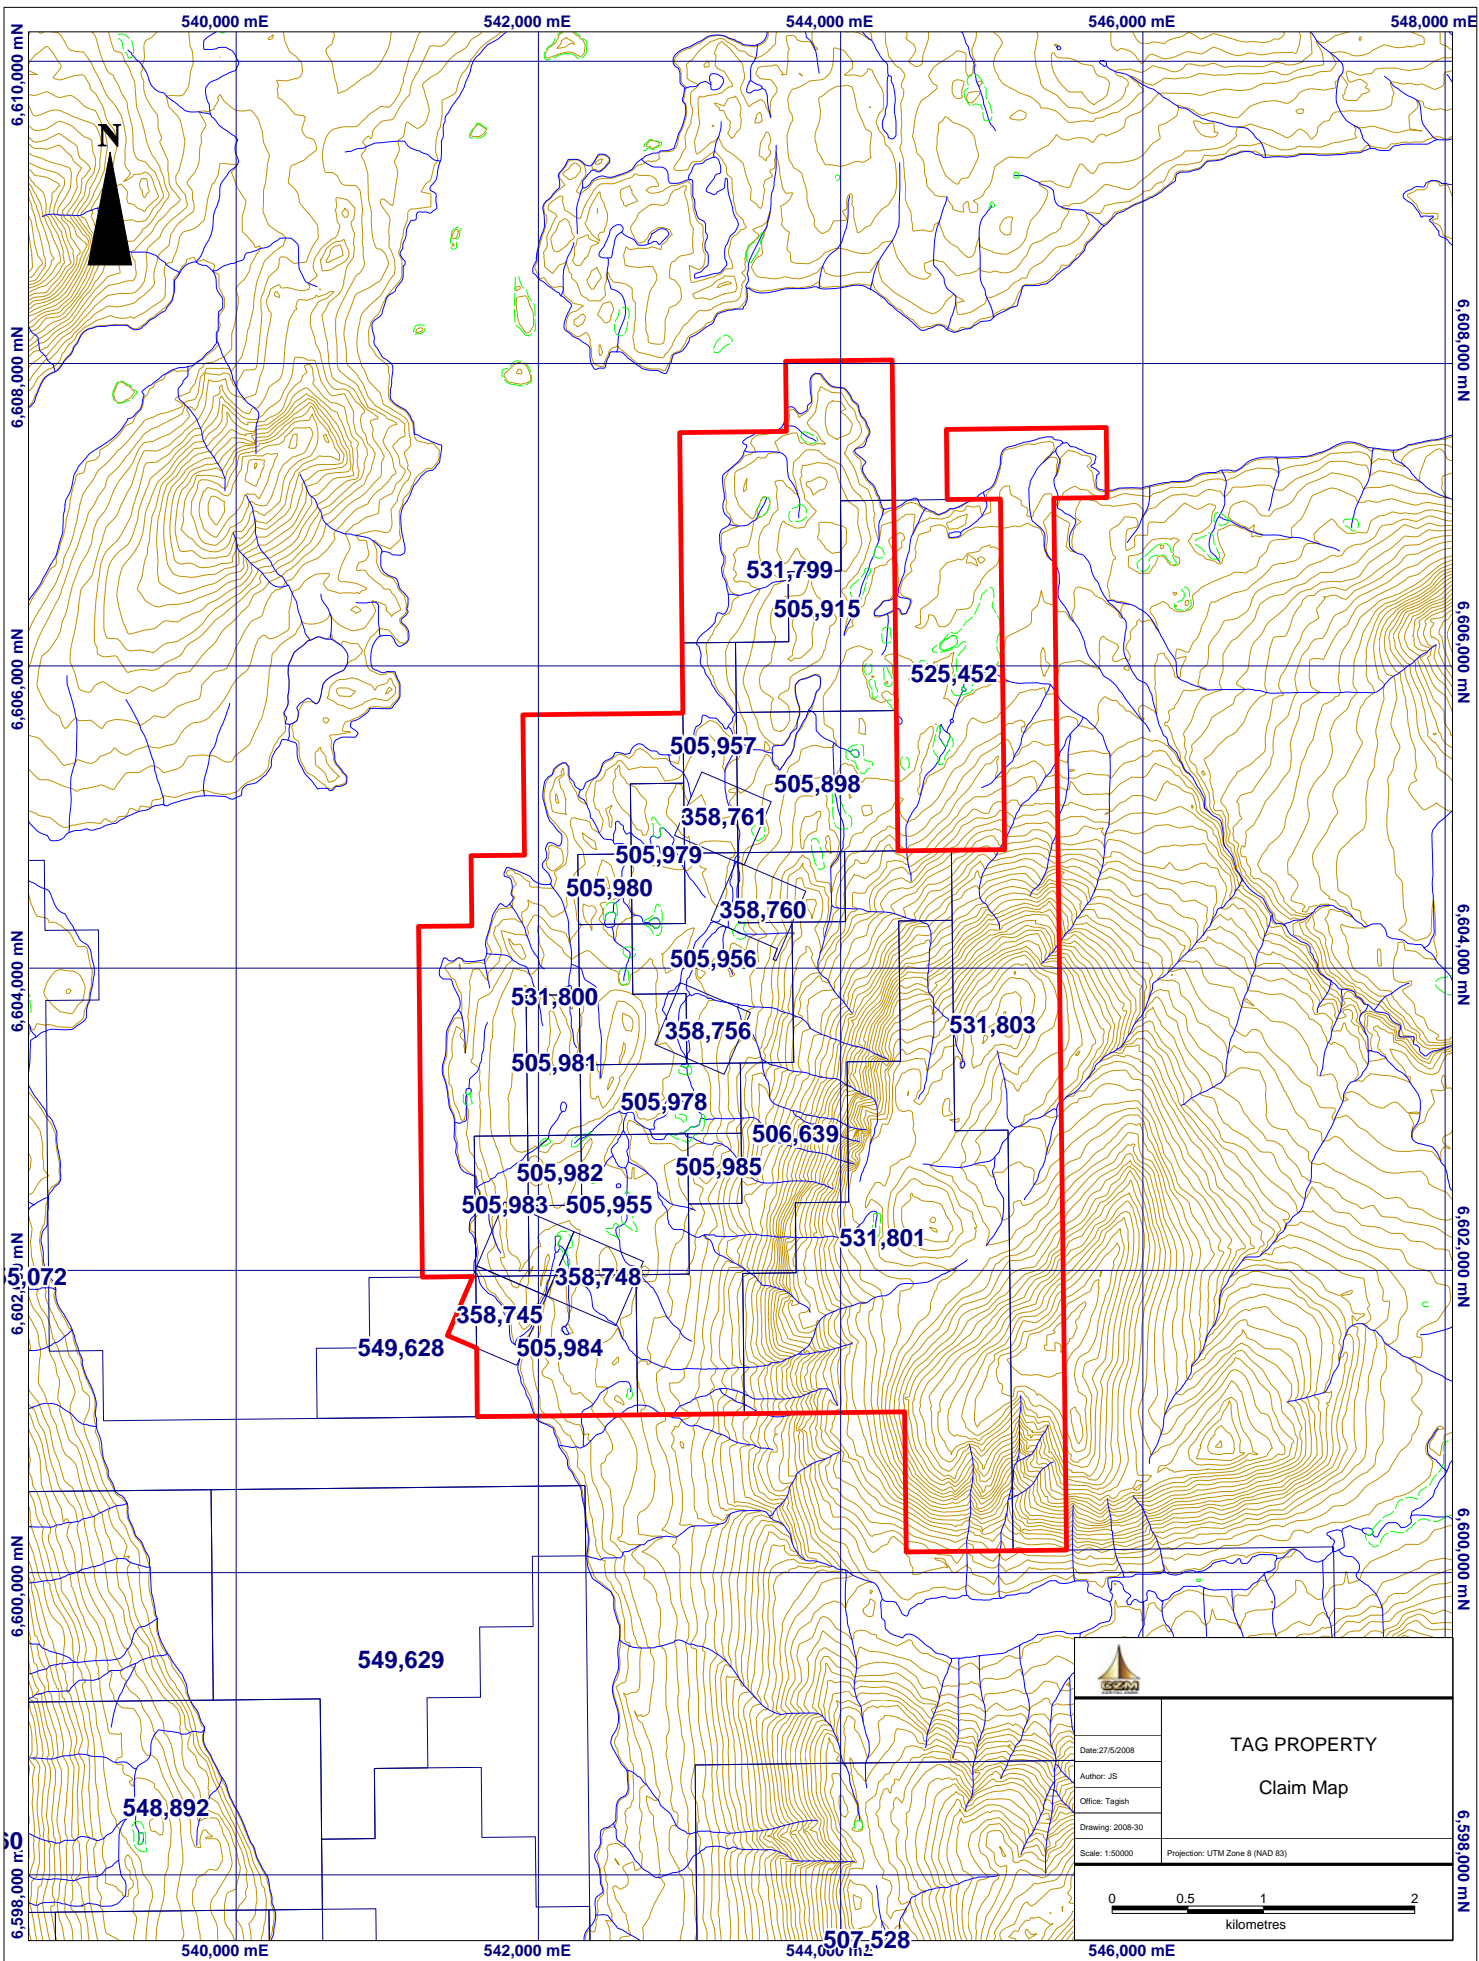 540,000 mE
542,000 mE
544,000 mE
546,000 mE
548,000 mE
6,610,000 mN
N
6,608,000 mN
6,608,000 mN
531,799
505,915
6,606,000 mN
6,606,000 mN
525,452
505,957
505,898
358,761
505,979
505,980
358,760
6,604,000 mN
6,604,000 mN
505,956
531,800
531,803
358,756
505,981
505,978
506,639
505,985
505,982
505,983
505,955
531,801
6,602,000 mN
358,748
358,745
549,628
505,984
6,602,000 mN
6,600,000 mN
6,600,000 mN
549,629
CZM
TAG PROPERTY
Claim Map
Date:27/5/2008
Author: JS
Office: Tagish
Drawing: 2008-30
Scale: 1:50000
Projection: UTM Zone 8 (NAD 83)
548,892
6,598,000 mN
6,598,000 mN
0
0.5
1
2
kilometres
507,528
540,000 mE
542,000 mE
544,000 mE
546,000 mE